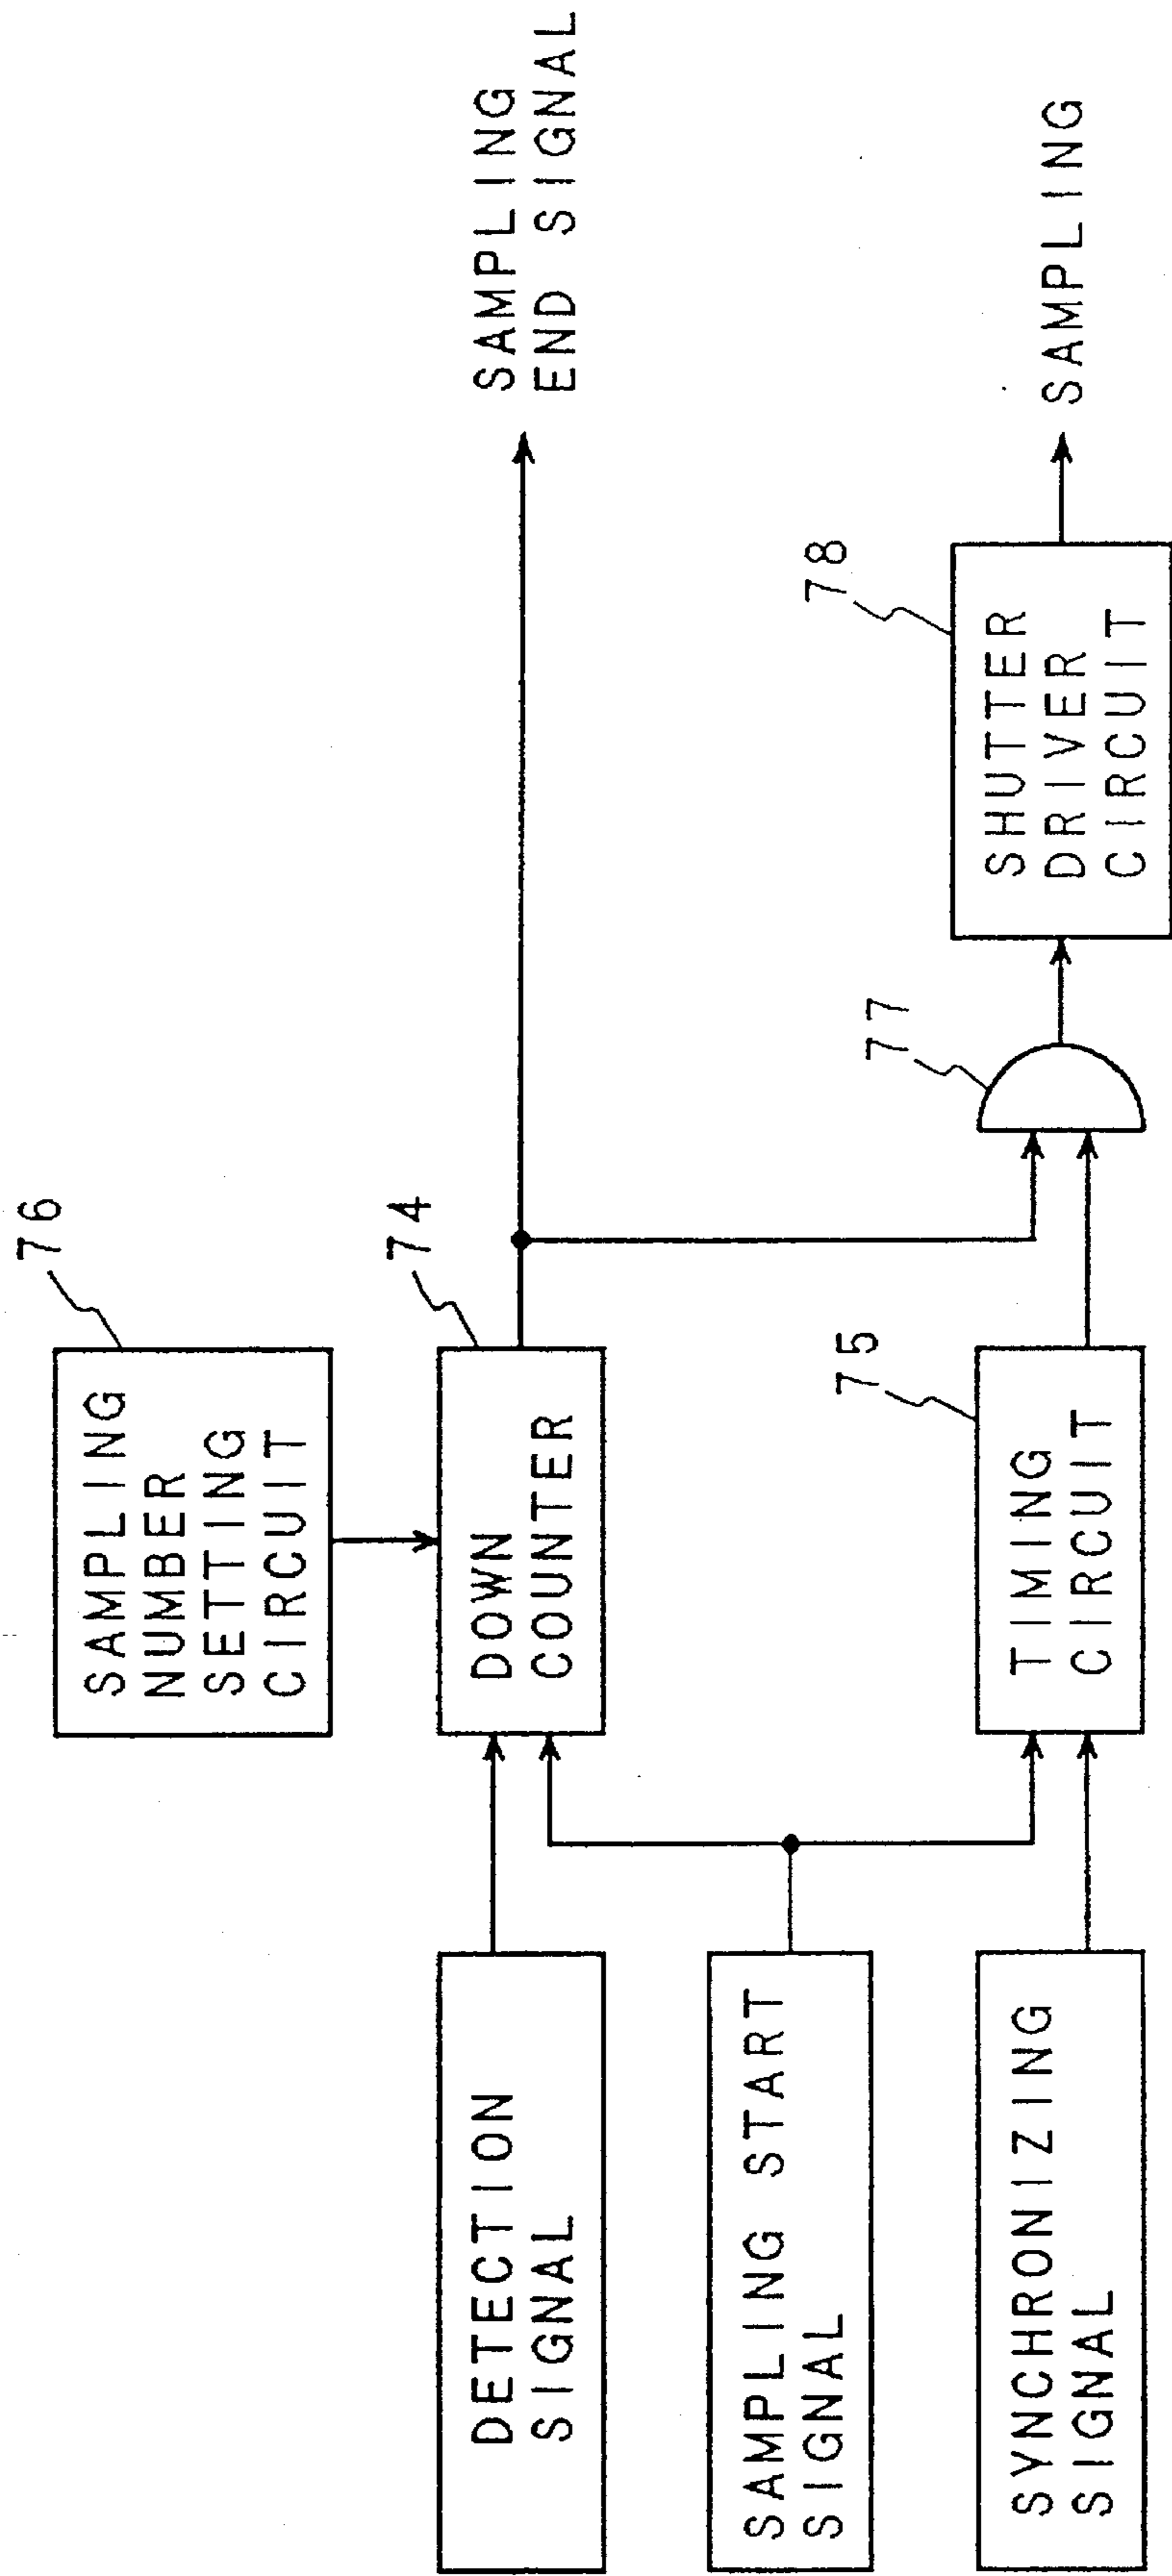 76
SAMPLING
NUMBER
SETTING
CIRCUIT
DETECTION
SIGNAL
74
DOWN
COUNTER
SAMPLING
END SIGNAL
SAMPLING START
SIGNAL
SYNCHRONIZING
SIGNAL
75
TIMING
CIRCUIT
77
78
SHUTTER
DRIVER
CIRCUIT
SAMPLING